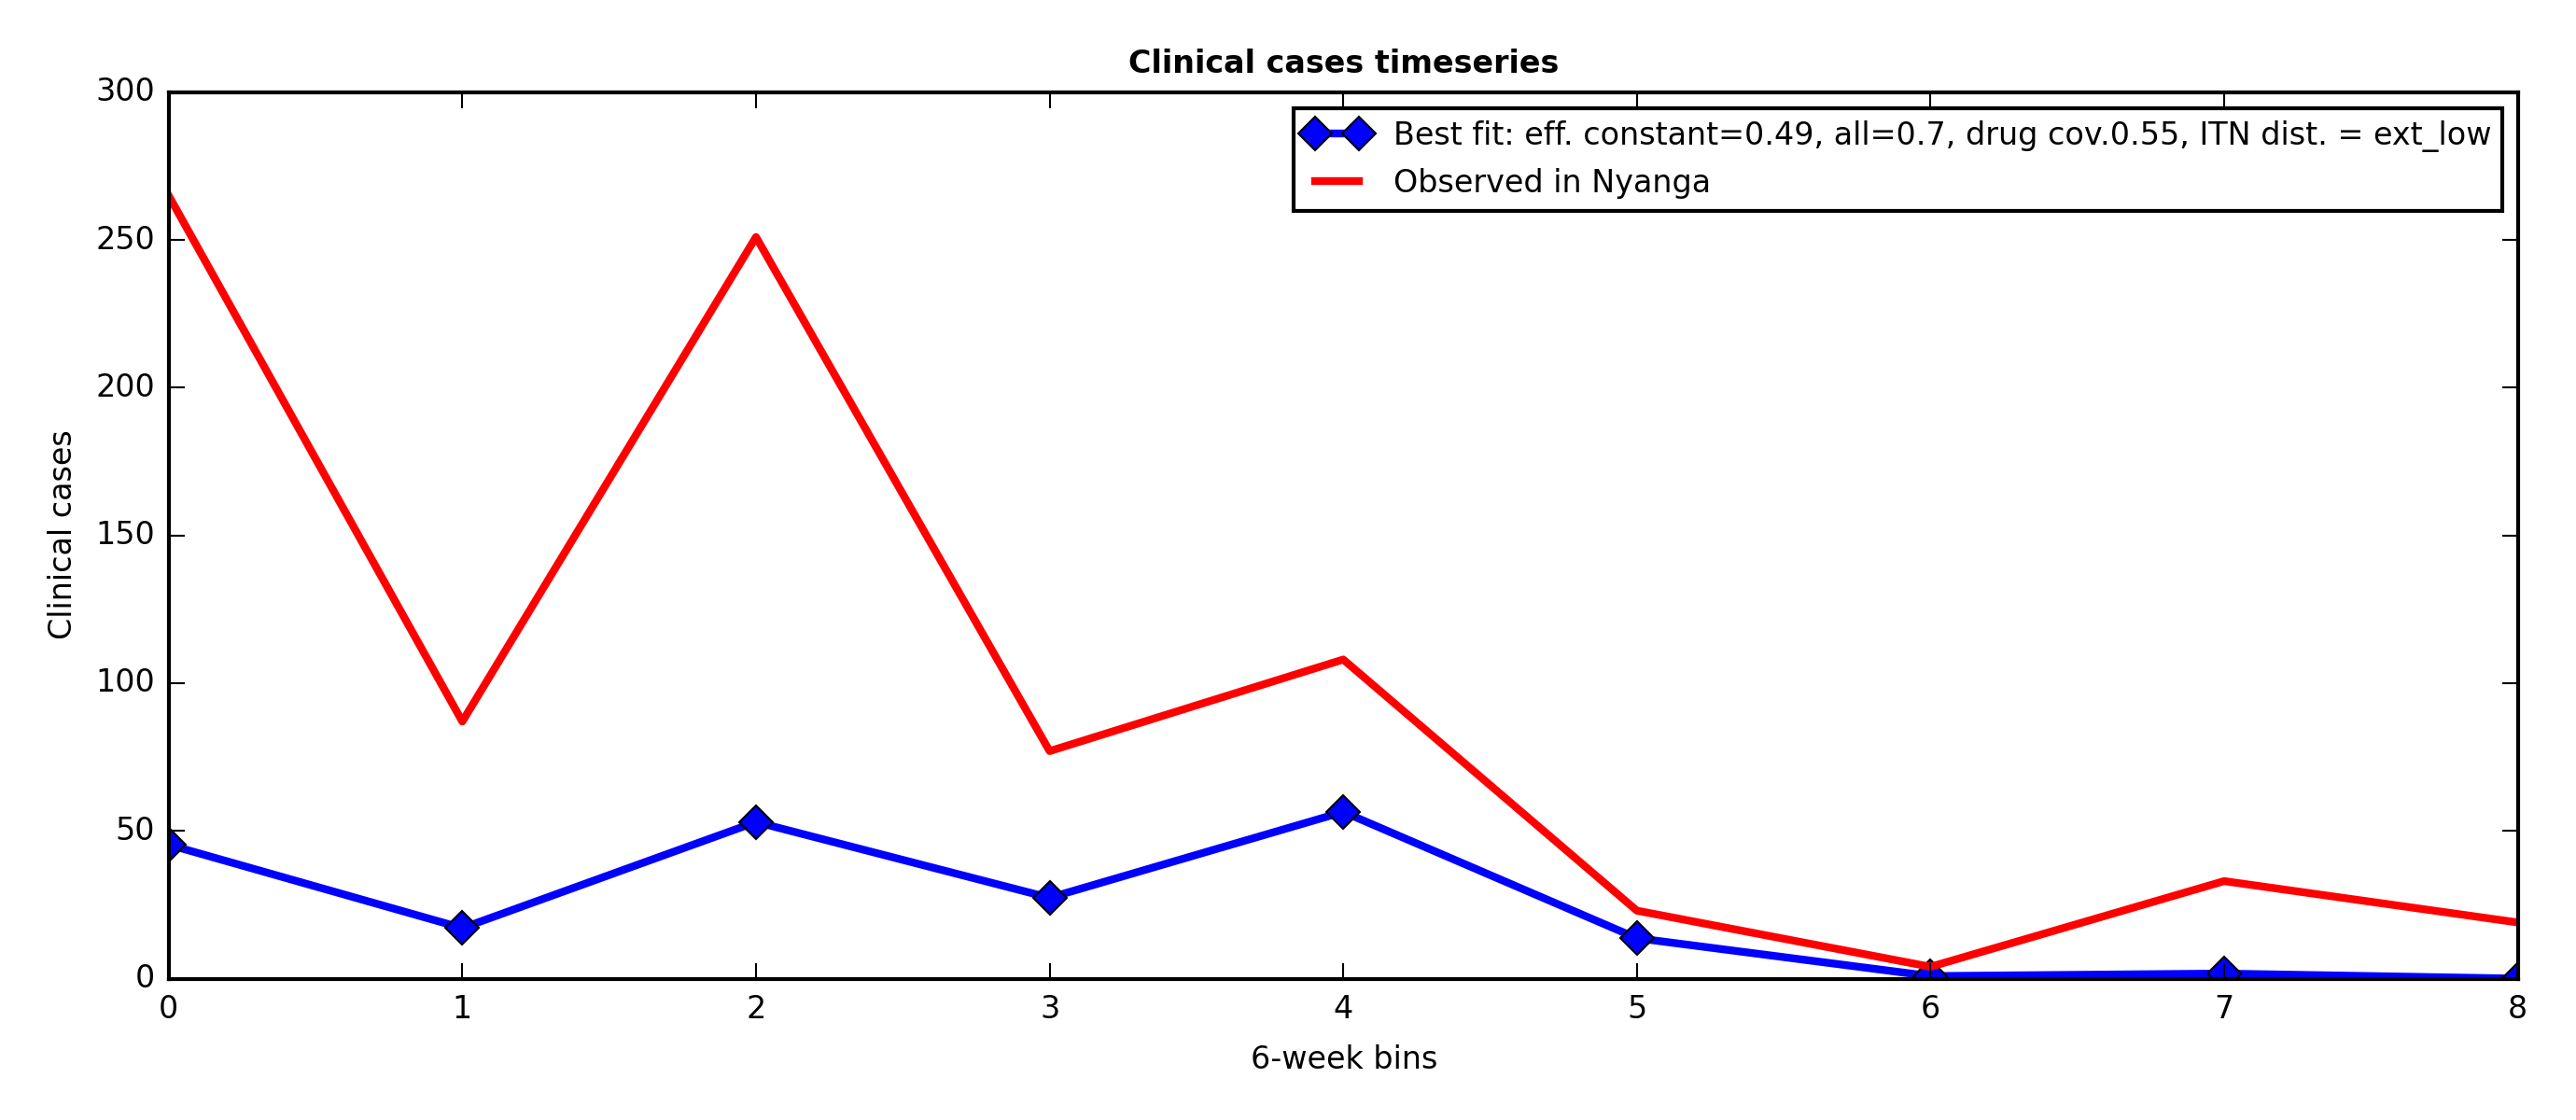 Clinical cases timeseries
300
250
200
150
100
50
0
Clinical cases
Best fit: eff. constant=0.49, all=0.7, drug cov.0.55, ITN dist. = ext_low
Observed in Nyanga
0 1 2 3 4 5 6 7 8
6-week bins